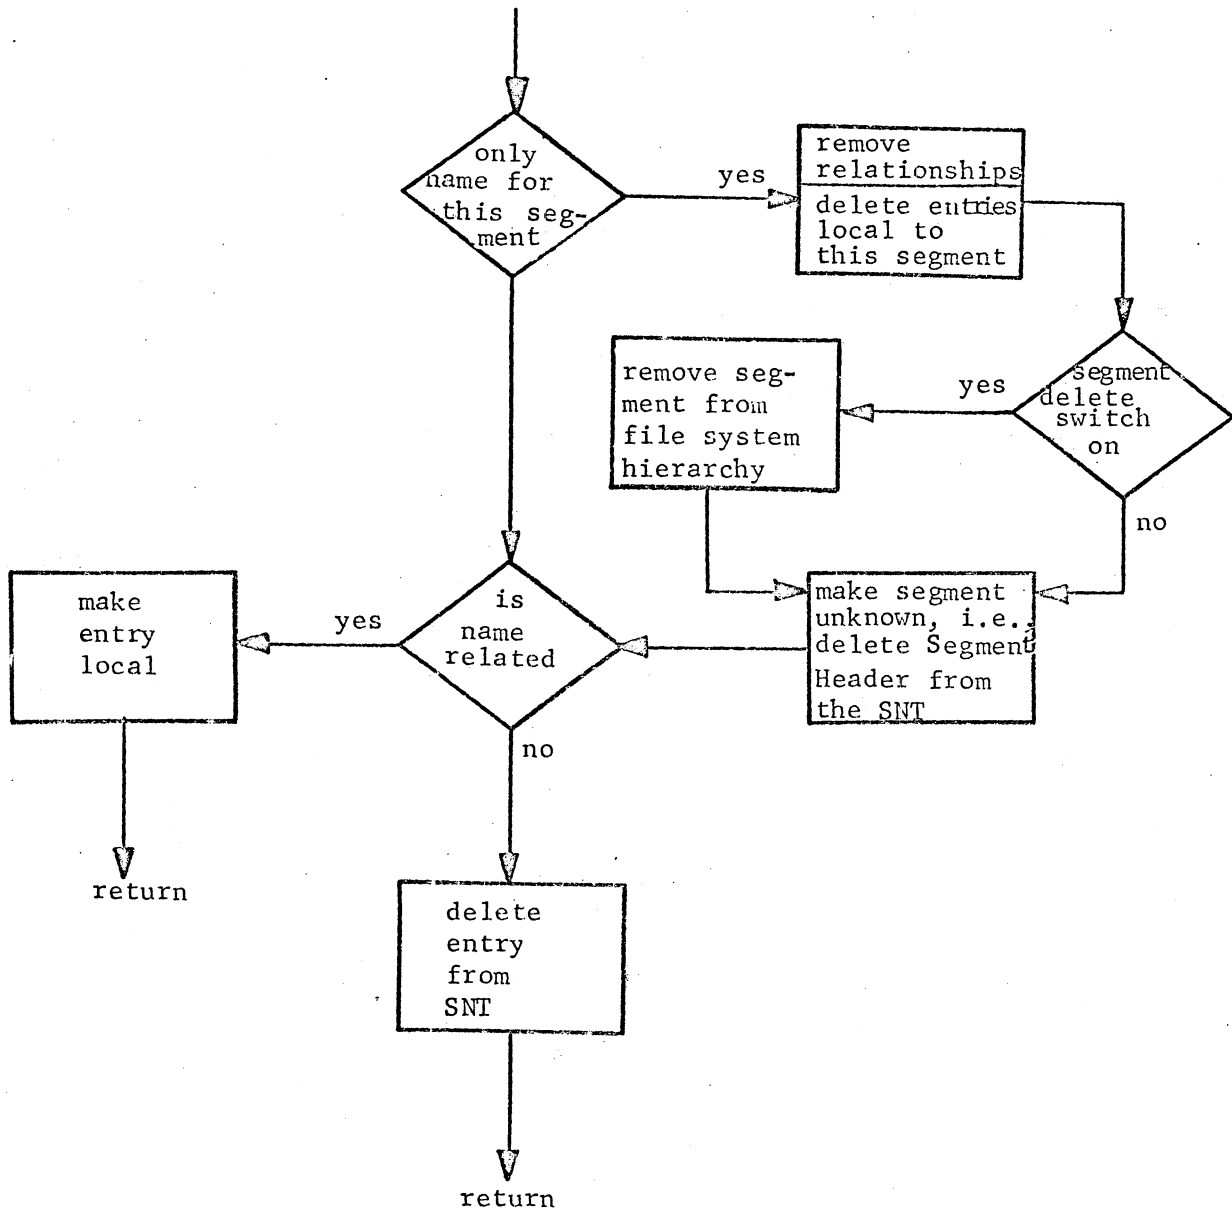 only
name for
this seg-
ment
yes
remove
relationships
delete entries
local to
this segment
segment
delete
switch
on
yes
no
remove seg-
ment from
file system
hierarchy
make segment
unknown, i.e.,
delete Segment
Header from
the SNT
is
name
related
yes
no
make
entry
local
return
delete
entry
from
SNT
return